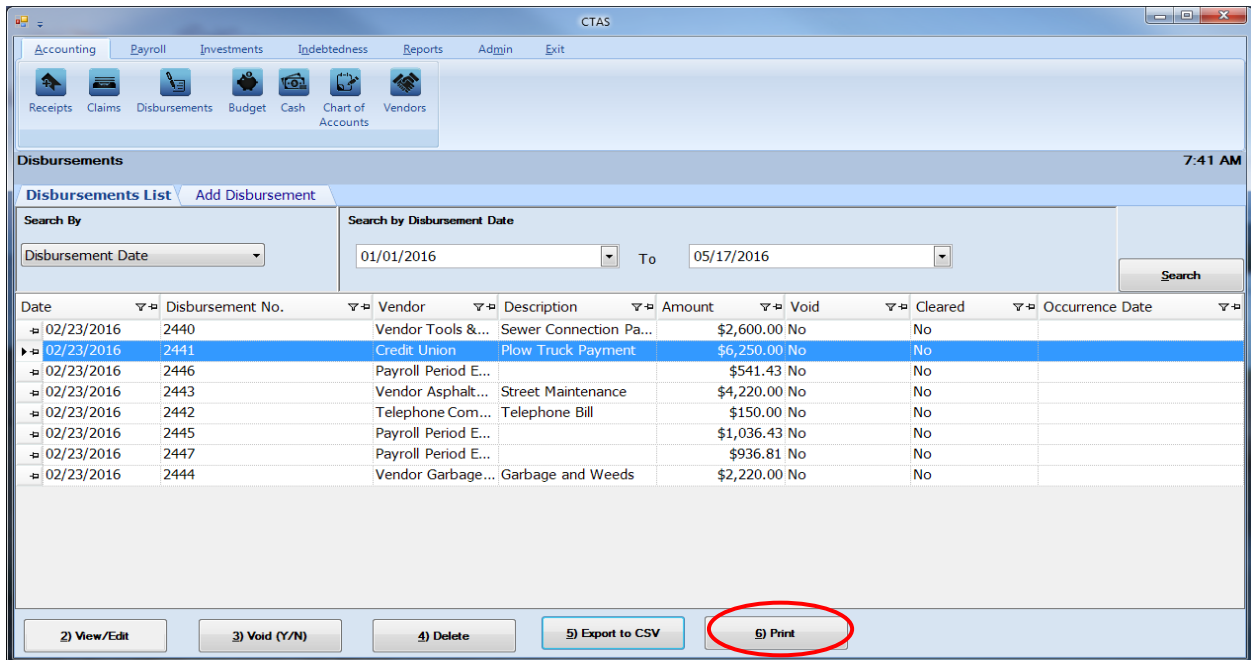 CTAS
Accounting Payroll Investments Indebtedness Reports Admin Exit
Receipts Claims Disbursements Budget Cash Chart of Accounts Vendors
Disbursements 7:41 AM
Disbursements List Add Disbursement
Search By Search by Disbursement Date
Disbursement Date 01/01/2016 To 05/17/2016
Search
Date Disbursement No. Vendor Description Amount Void Cleared Occurrence Date
02/23/2016 2440 Vendor Tools &... Sewer Connection Pa... $2,600.00 No No
02/23/2016 2441 Credit Union Plow Truck Payment $6,250.00 No No
02/23/2016 2446 Payroll Period E... $541.43 No No
02/23/2016 2443 Vendor Asphalt... Street Maintenance $4,220.00 No No
02/23/2016 2442 Telephone Com... Telephone Bill $150.00 No No
02/23/2016 2445 Payroll Period E... $1,036.43 No No
02/23/2016 2447 Payroll Period E... $936.81 No No
02/23/2016 2444 Vendor Garbage... Garbage and Weeds $2,220.00 No No
2) View/Edit 3) Void (Y/N) 4) Delete 5) Export to CSV 6) Print